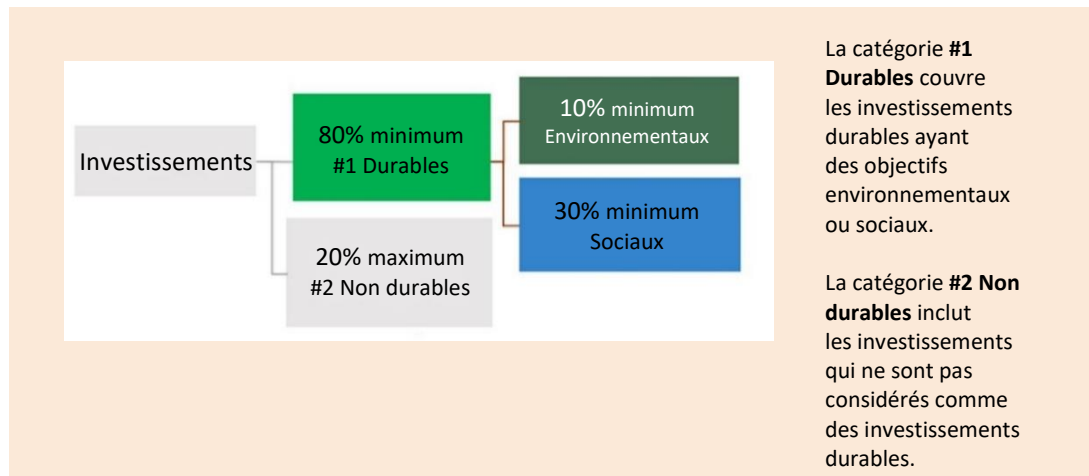 Investissements
80% minimum
#1 Durables
20% maximum
#2 Non durables
10% minimum
Environnementaux
30% minimum
Sociaux
La catégorie #1
Durables couvre
les investissements
durables ayant
des objectifs
environnementaux
ou sociaux.
La catégorie #2 Non
durables inclut
les investissements
qui ne sont pas
considérés comme
des investissements
durables.